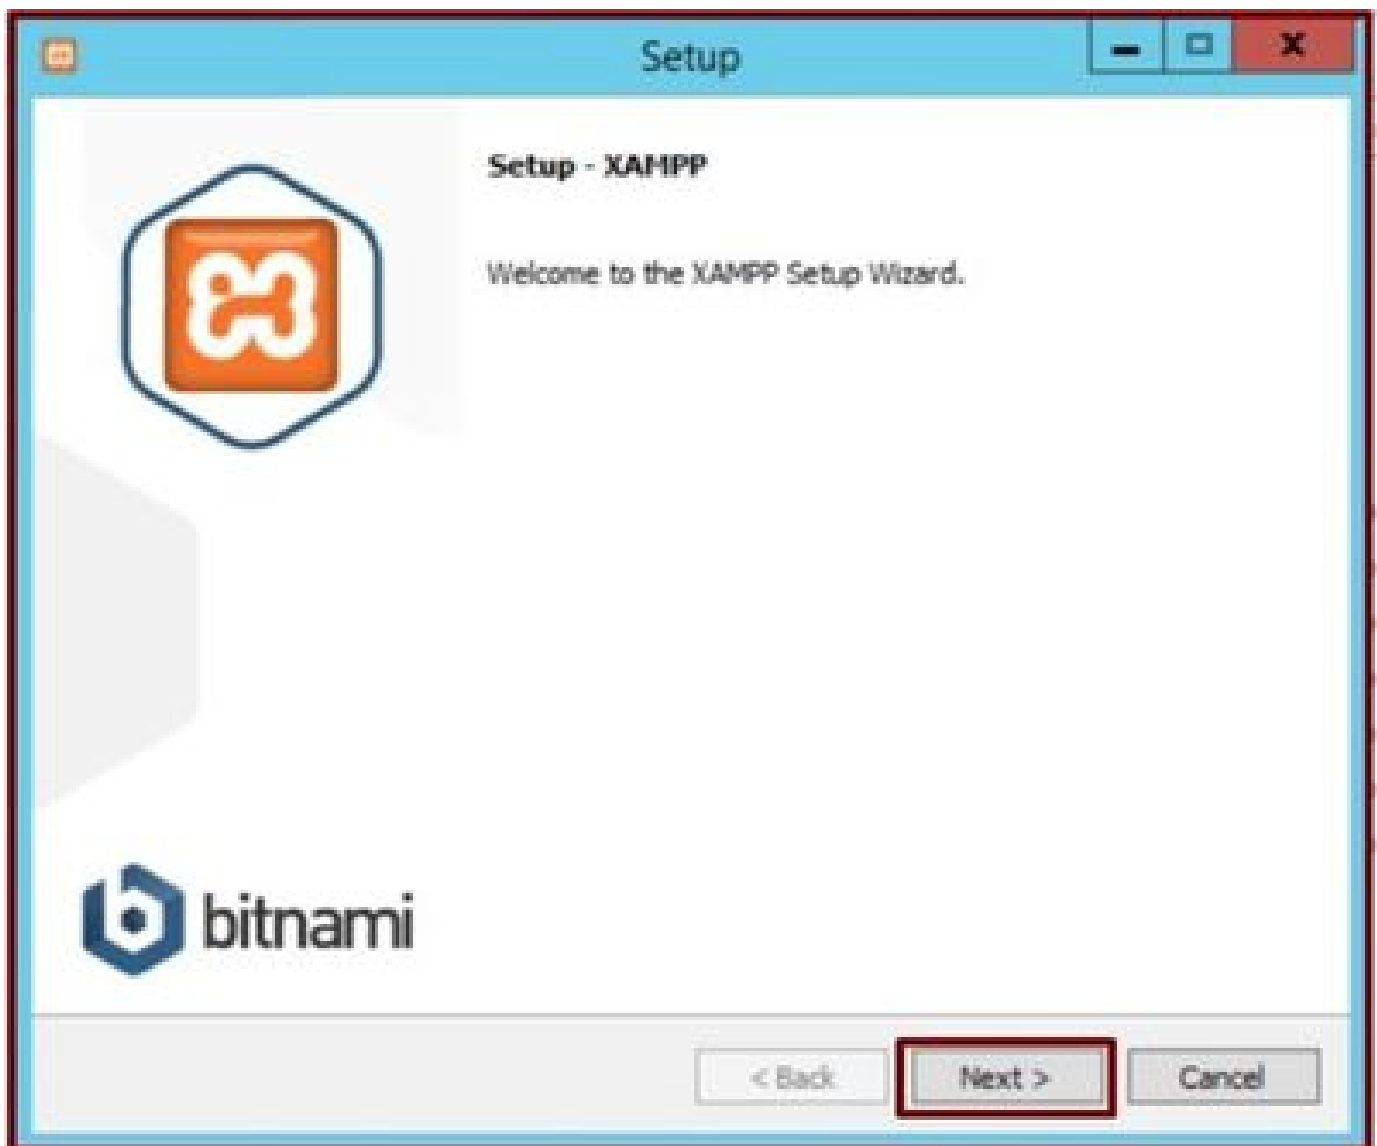 Setup
Setup - XAMPP
Welcome to the XAMPP Setup Wizard.
bitnami
< Back
Next >
Cancel